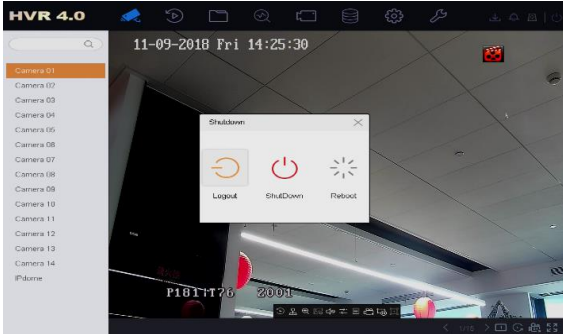 HVR 4.0
11-09-2018 Fri 14:25:30
Camera 01
Camera 02
Camera 03
Camera 04
Camera 05
Camera 06
Camera 07
Camera 08
Camera 09
Camera 10
Camera 11
Camera 12
Camera 13
Camera 14
IPdome
Shutdown
Logout
ShutDown
Reboot
2001